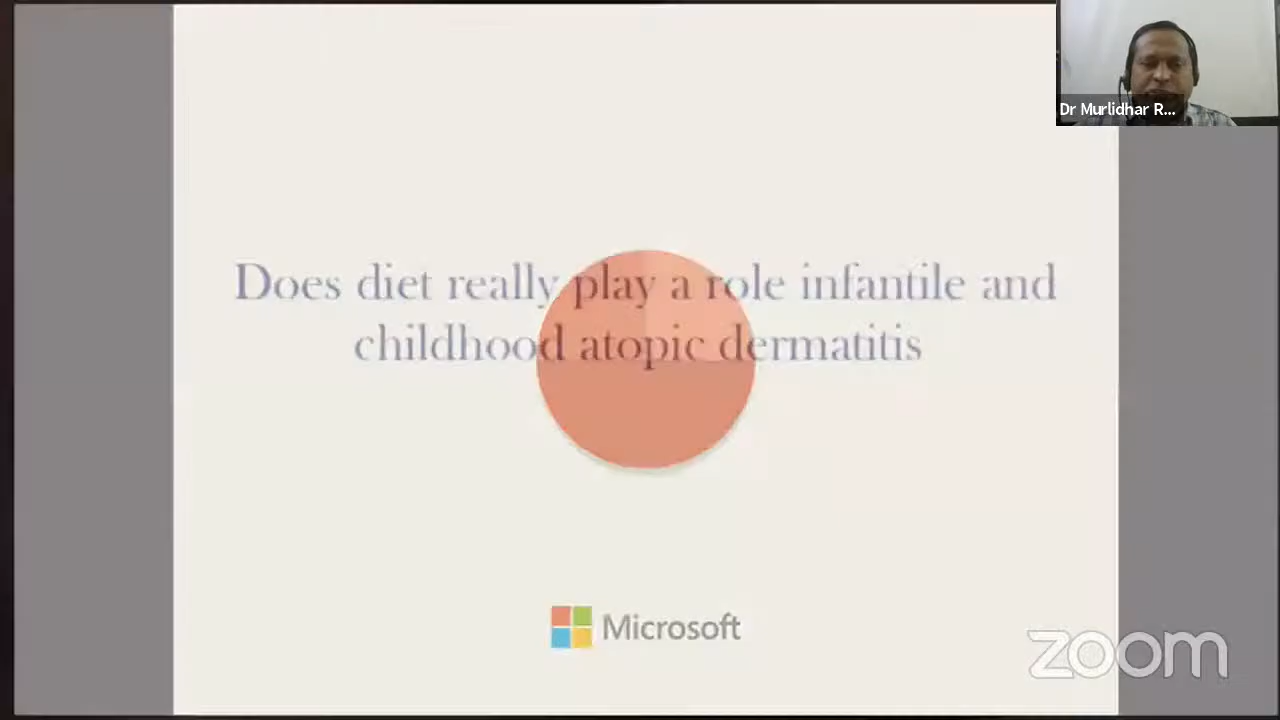 Dr Murlidhar R...
Does diet really play a role infantile and
childhood atopic dermatitis
Microsoft
zoom